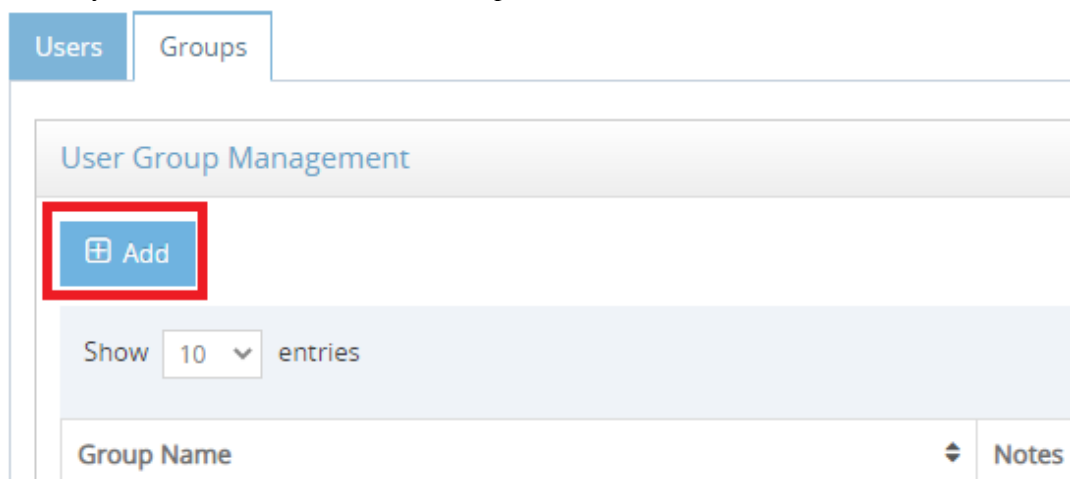 Users Groups
User Group Management
Add
Show 10 entries
Group Name Notes